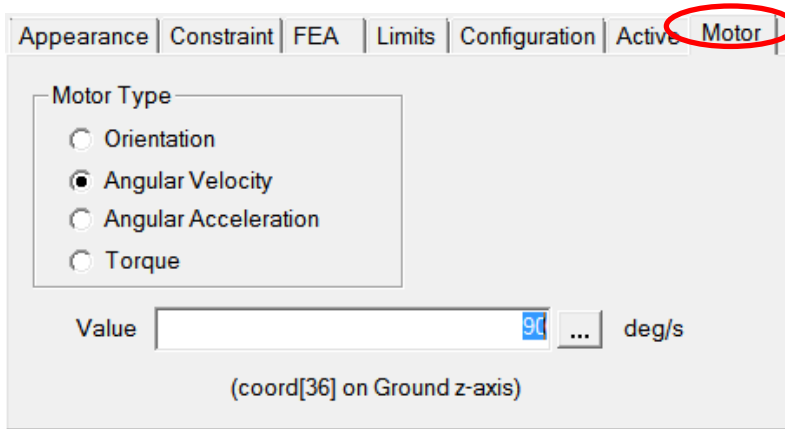 Appearance Constraint FEA Limits Configuration Active Motor
Motor Type
Orientation
Angular Velocity
Angular Acceleration
Torque
Value 90 ... deg/s
(coord[36] on Ground z-axis)